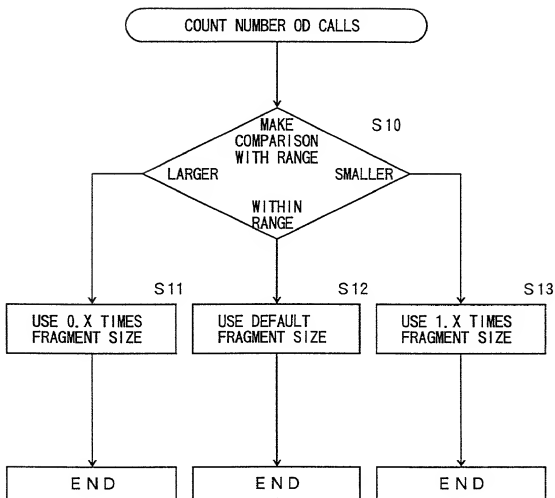 COUNT NUMBER OD CALLS
MAKE
COMPARISON
WITH RANGE
S10
LARGER
SMALLER
WITHIN
RANGE
S11
USE 0.X TIMES
FRAGMENT SIZE
S12
USE DEFAULT
FRAGMENT SIZE
S13
USE 1.X TIMES
FRAGMENT SIZE
END
END
END